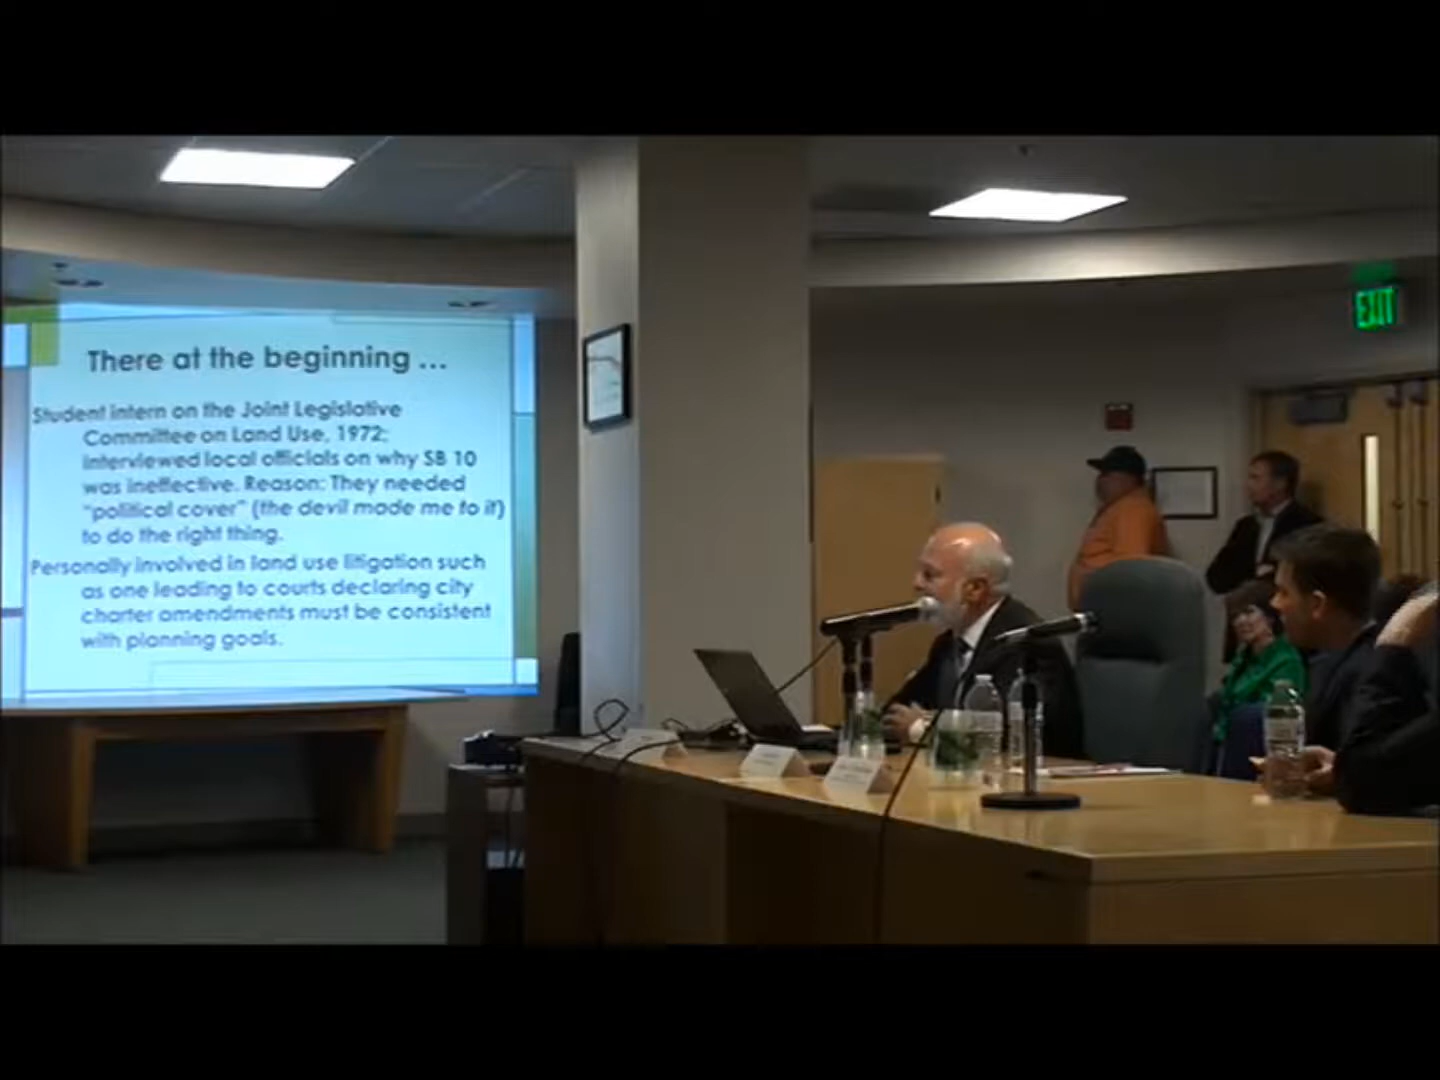 There at the beginning ...
Student intern on the Joint Legislative
Committee on Land Use, 1972;
interviewed local officials on why SB 10
was ineffective. Reason: They needed
"political cover" (the devil made me to it)
to do the right thing.
Personally involved in land use litigation such
as one leading to courts declaring city
charter amendments must be consistent
with planning goals.
EXIT